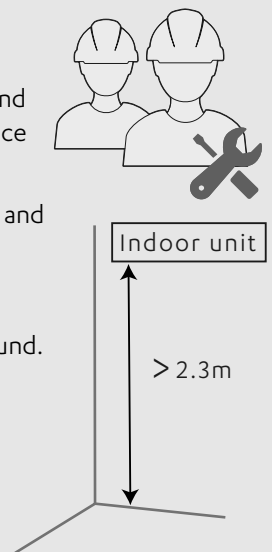 nd
ce
and
Indoor unit
und.
> 2.3m